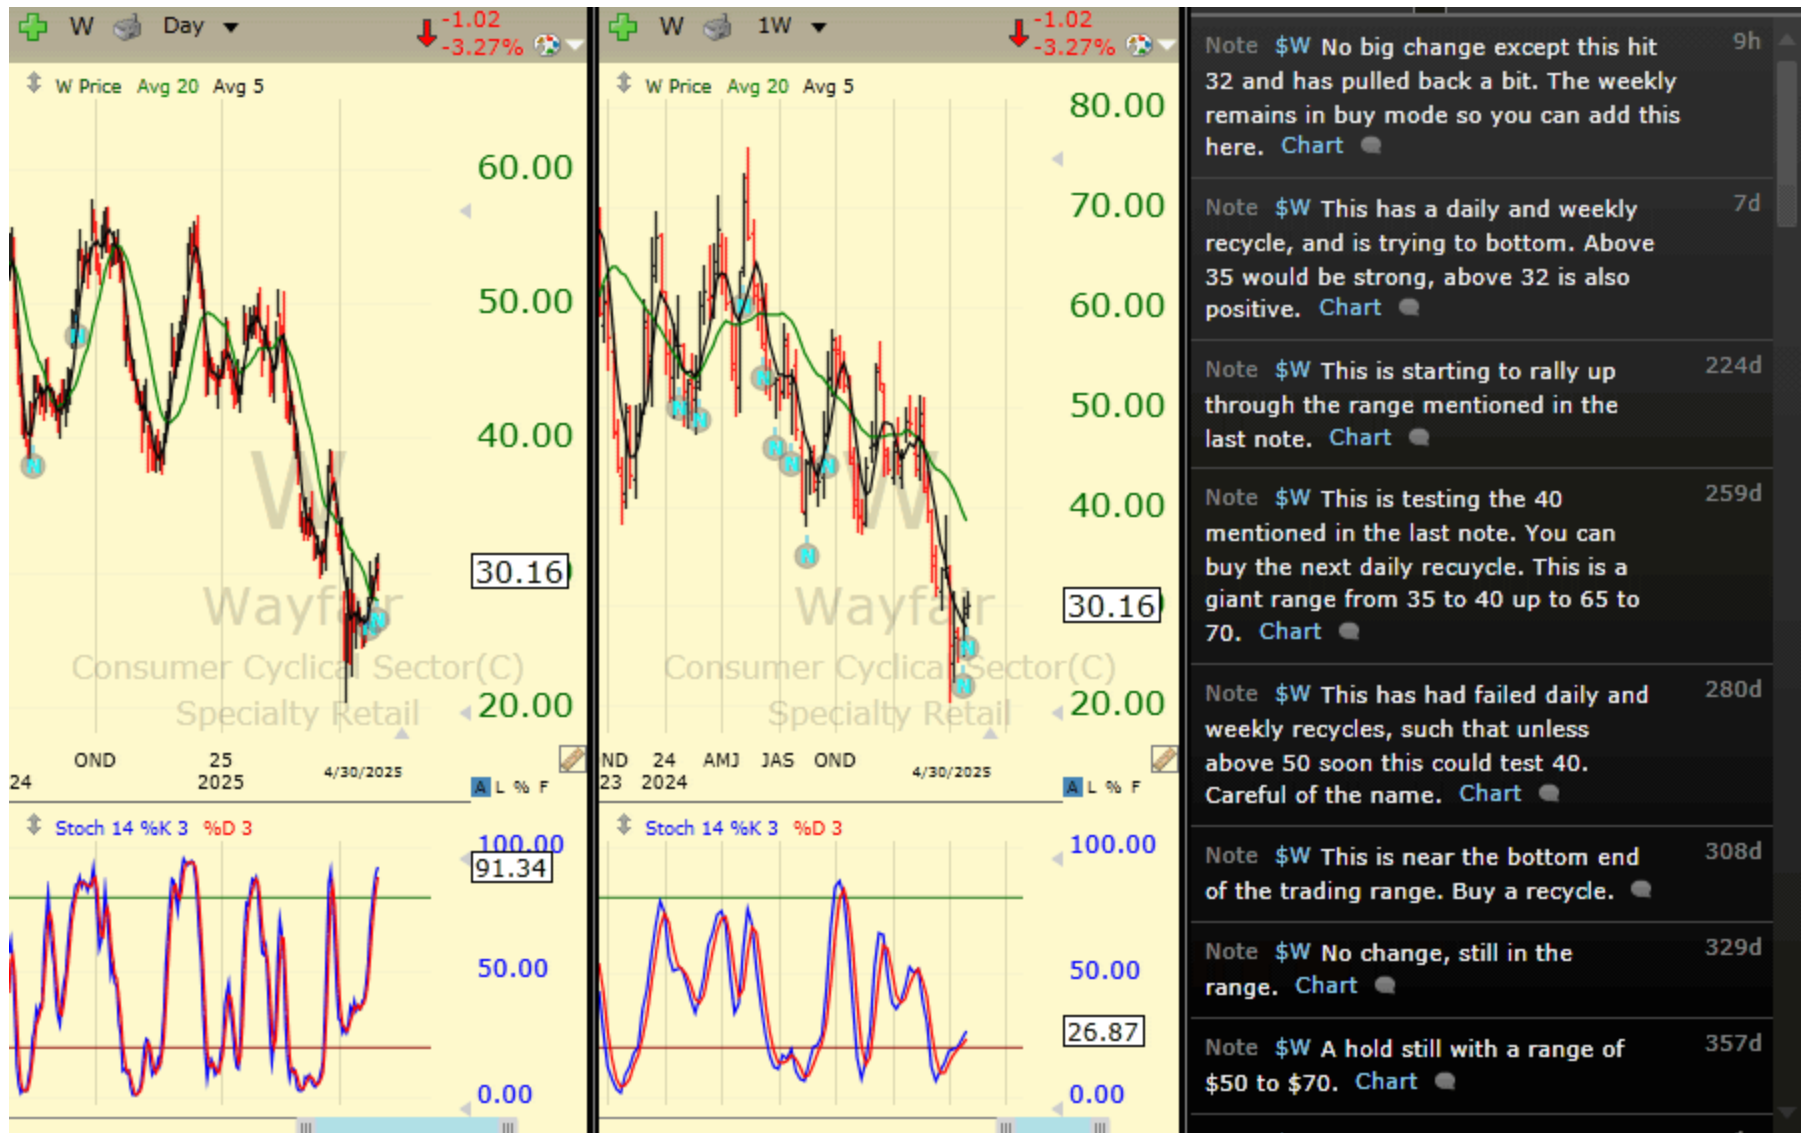 W Day -1.02
-3.27%
W Price Avg 20 Avg 5
60.00
50.00
40.00
30.16
20.00
W
Wayfair
Consumer Cyclical Sector(C)
Specialty Retail
OND 25 4/30/2025
24 2025
A L % F
Stoch 14 %K 3 %D 3
100.00
91.34
50.00
0.00
W 1W -1.02
-3.27%
W Price Avg 20 Avg 5
80.00
70.00
60.00
50.00
40.00
30.16
20.00
W
Wayfair
Consumer Cyclical Sector(C)
Specialty Retail
ND 24 AMJ JAS OND 4/30/2025
23 2024
A L % F
Stoch 14 %K 3 %D 3
100.00
50.00
26.87
0.00
Note $W No big change except this hit 9h
32 and has pulled back a bit. The weekly
remains in buy mode so you can add this
here. Chart
Note $W This has a daily and weekly 7d
recycle, and is trying to bottom. Above
35 would be strong, above 32 is also
positive. Chart
Note $W This is starting to rally up 224d
through the range mentioned in the
last note. Chart
Note $W This is testing the 40 259d
mentioned in the last note. You can
buy the next daily recuycle. This is a
giant range from 35 to 40 up to 65 to
70. Chart
Note $W This has had failed daily and 280d
weekly recycles, such that unless
above 50 soon this could test 40.
Careful of the name. Chart
Note $W This is near the bottom end 308d
of the trading range. Buy a recycle.
Note $W No change, still in the 329d
range. Chart
Note $W A hold still with a range of 357d
$50 to $70. Chart